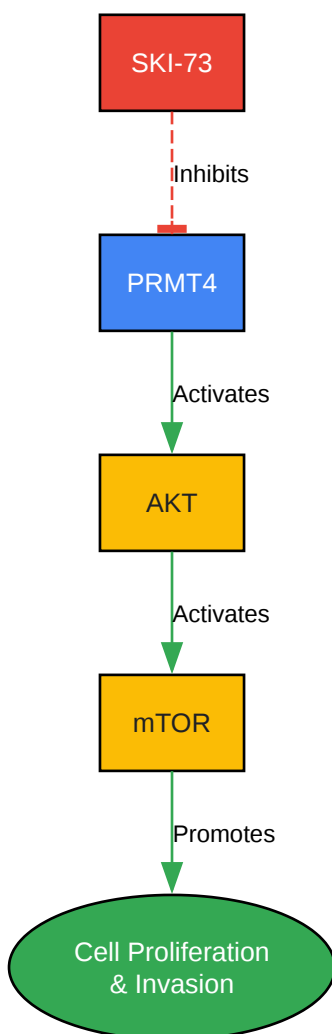 SKI-73
Inhibits
PRMT4
Activates
AKT
Activates
mTOR
Promotes
Cell Proliferation
& Invasion